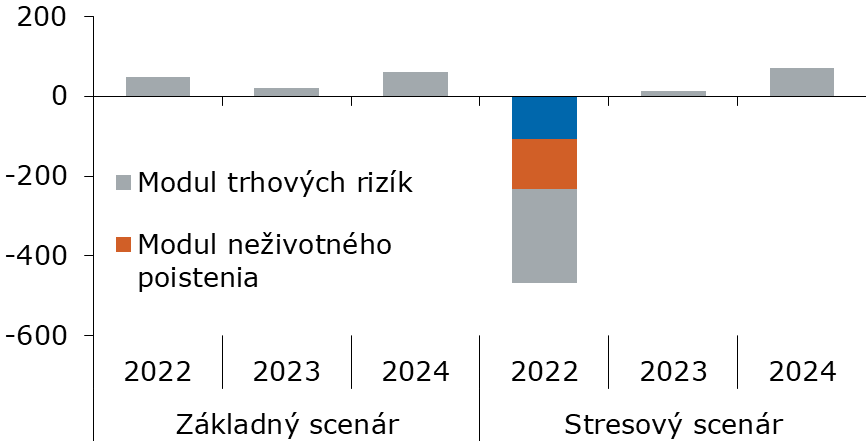 200
0
-200
-400
-600
Modul trhových rizík
Modul neživotného
poistenia
2022 2023 2024 2022 2023 2024
Základný scenár Stresový scenár